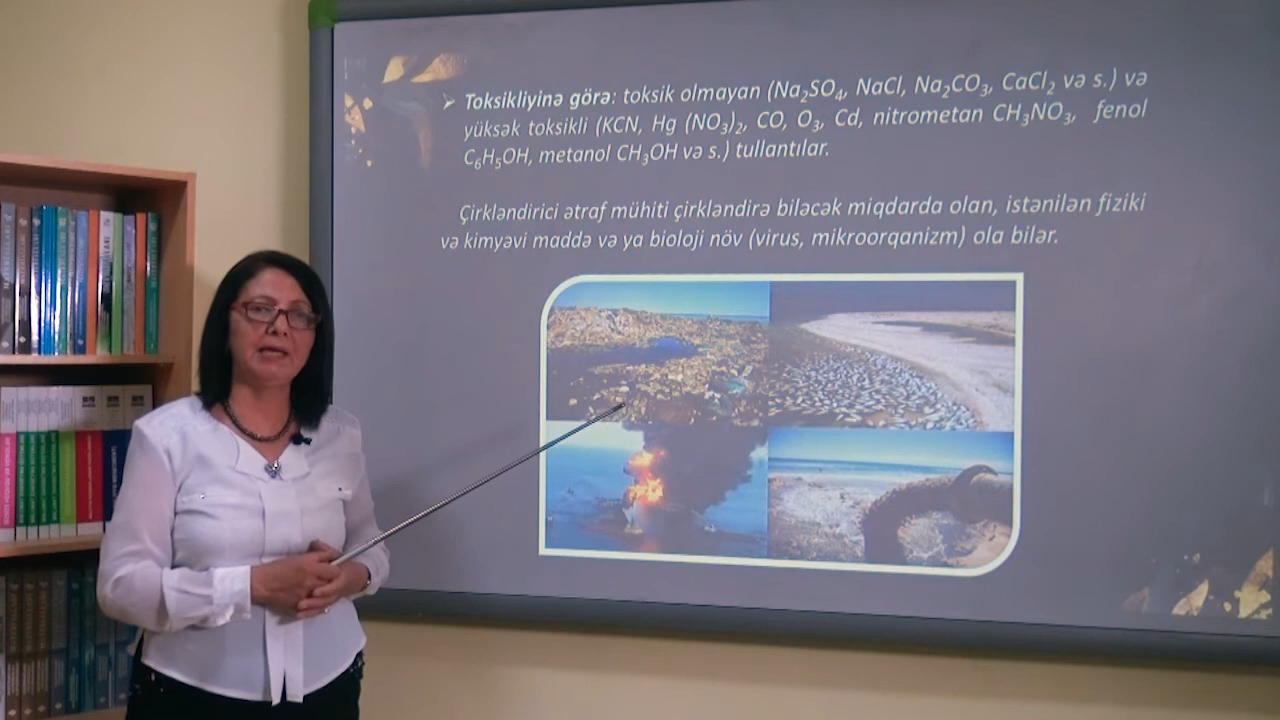 ➢ Toksikliyinə görə: toksik olmayan (Na₂SO₄, NaCl, Na₂CO₃, CaCl₂ və s.) və
yüksək toksikli (KCN, Hg (NO₃)₂, CO, O₃, Cd, nitrometan CH₃NO₃, fenol
C₆H₅OH, metanol CH₃OH və s.) tullantılar.
Çirkləndirici ətraf mühiti çirkləndirə biləcək miqdarda olan, istənilən fiziki
və kimyəvi maddə və ya bioloji növ (virus, mikroorqanizm) ola bilər.